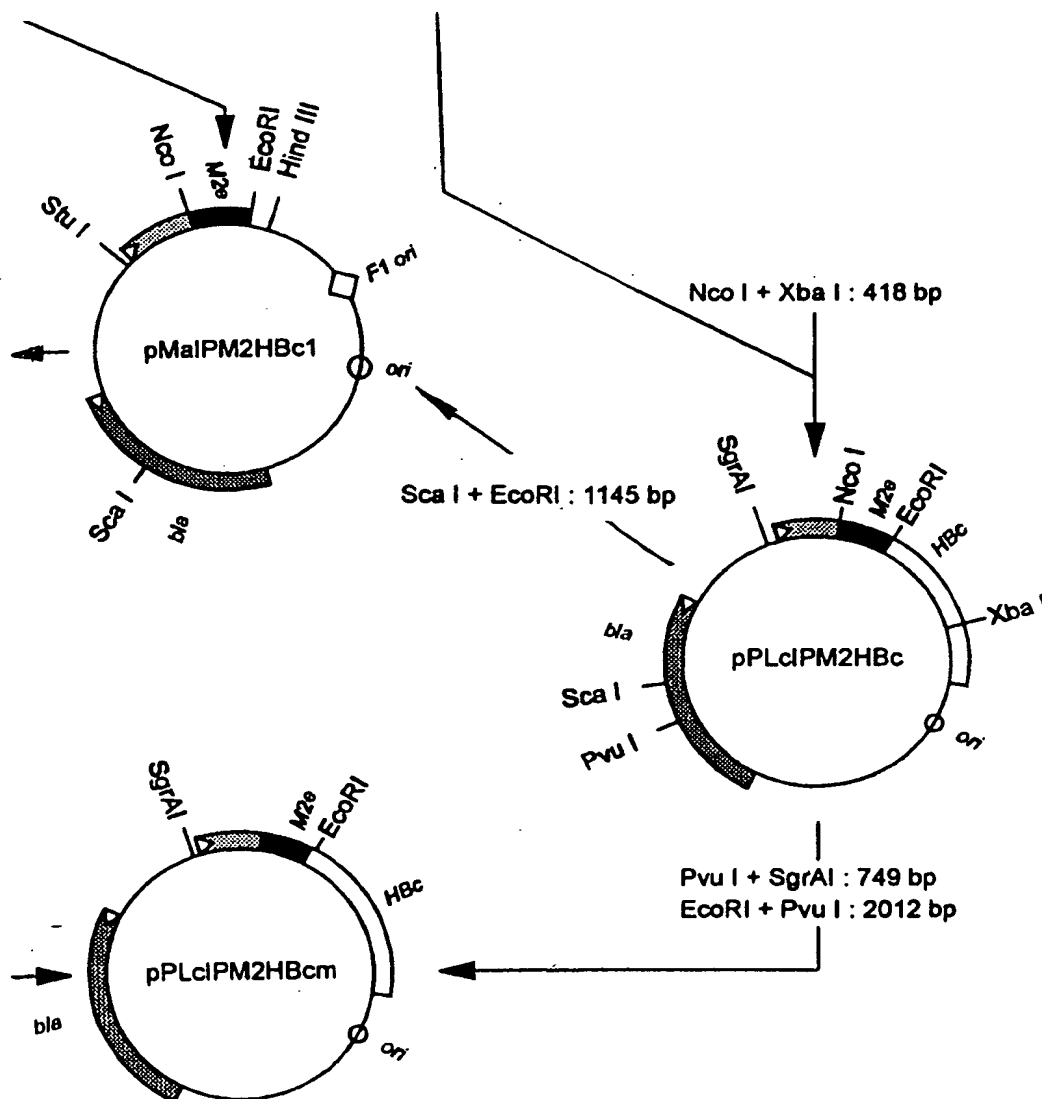 Stu I
Nco I
M2e
EcoRI
Hind III
F1 ori
ori
pMalPM2HBc1
Sca I
bla
Nco I + Xba I : 418 bp
Sca I + EcoRI : 1145 bp
SgrAI
Nco I
M2e
EcoRI
HBc
Xba I
bla
pPLcIPM2HBc
Sca I
Pvu I
ori
Pvu I + SgrAI : 749 bp
EcoRI + Pvu I : 2012 bp
SgrAI
M2e
EcoRI
HBc
pPLcIPM2HBcm
bla
ori